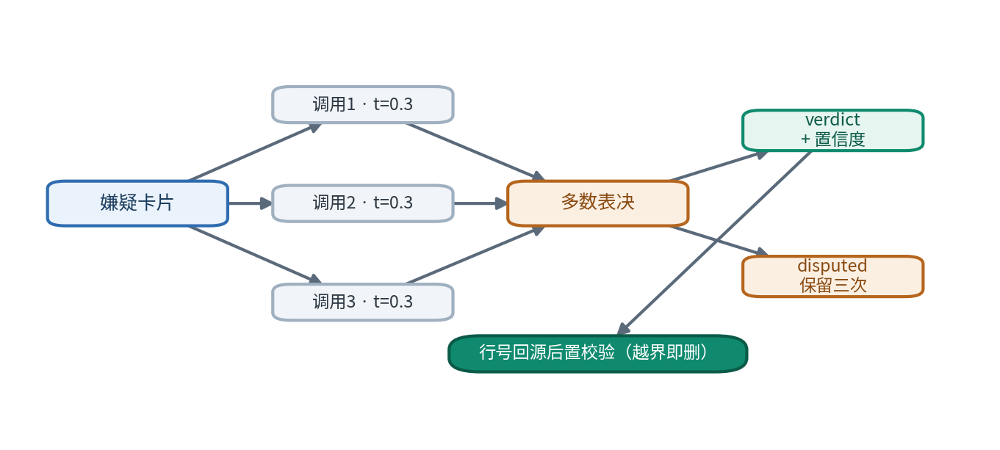 嫌疑卡片
调用1 · t=0.3
调用2 · t=0.3
调用3 · t=0.3
多数表决
verdict
+ 置信度
disputed
保留三次
行号回源后置校验（越界即删）